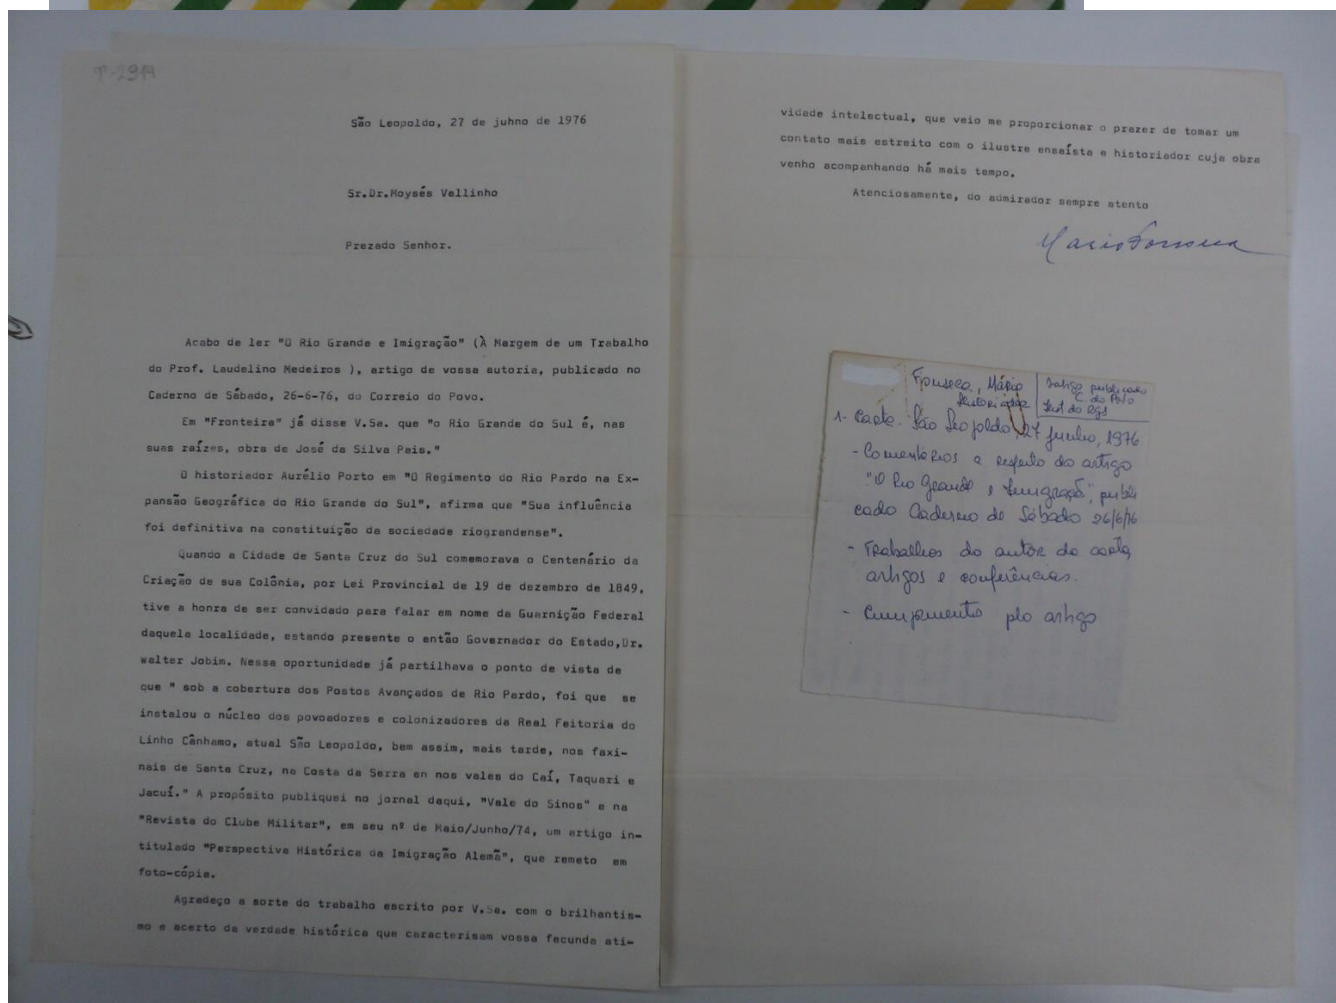 São Leopoldo, 27 de juhno de 1976
Sr.Dr.Moysés Vellinho
Prezado Senhor.
Acabo de ler "O Rio Grande e Imigração" (À Margem de um Trabalho
do Prof. Laudelino Medeiros ), artigo de vossa autoria, publicado no
Caderno de Sábado, 26-6-76, do Correio do Povo.
Em "Fronteira" já disse V.Sa. que "o Rio Grande do Sul é, nas
suas raízes, obra de José da Silva Pais."
O historiador Aurélio Porto em "O Regimento do Rio Pardo na Ex-
pansão Geográfica do Rio Grande do Sul", afirma que "Sua influência
foi definitiva na constituição da sociedade riograndense".
Quando a Cidade de Santa Cruz do Sul comemorava o Centenário da
Criação de sua Colônia, por Lei Provincial de 19 de dezembro de 1849,
tive a honra de ser convidado para falar em nome da Guarnição Federal
daquela localidade, estando presente o então Governador do Estado,Dr.
Walter Jobim. Nessa oportunidade já partilhava o ponto de vista de
que " sob a cobertura dos Postos Avançados de Rio Pardo, foi que se
instalou o núcleo dos povoadores e colonizadores da Real Feitoria do
Linho Cânhamo, atual São Leopoldo, bem assim, mais tarde, nos faxi-
nais de Santa Cruz, na Costa da Serra en nos vales do Caí, Taquari e
Jacuí." A propósito publiquei no jornal daqui, "Vale do Sinos" e na
"Revista do Clube Militar", em seu nº de Maio/Junho/74, um artigo in-
titulado "Perspectiva Histórica da Imigração Alemã", que remeto em
foto-cópia.
Agradeço a sorte do trabalho escrito por V.Sa. com o brilhantis-
mo e acerto da verdade histórica que caracterisam vossa fecunda ati-
vidade intelectual, que veio me proporcionar o prazer de tomar um
contato mais estreito com o ilustre ensaísta e historiador cuja obra
venho acompanhando há mais tempo.
Atenciosamente, do admirador sempre atento
Mario Fonseca
Fonseca, Mário
artigo publicado
C. do Povo
Hist do RGS
1- Carta. São Leopoldo, 27 junho, 1976
- Comentários a respeito do artigo
"O Rio Grande e Imigração", publi
cado Caderno de Sábado 26/6/76
- Trabalhos do autor da carta,
artigos e conferências.
- Cumprimento plo artigo